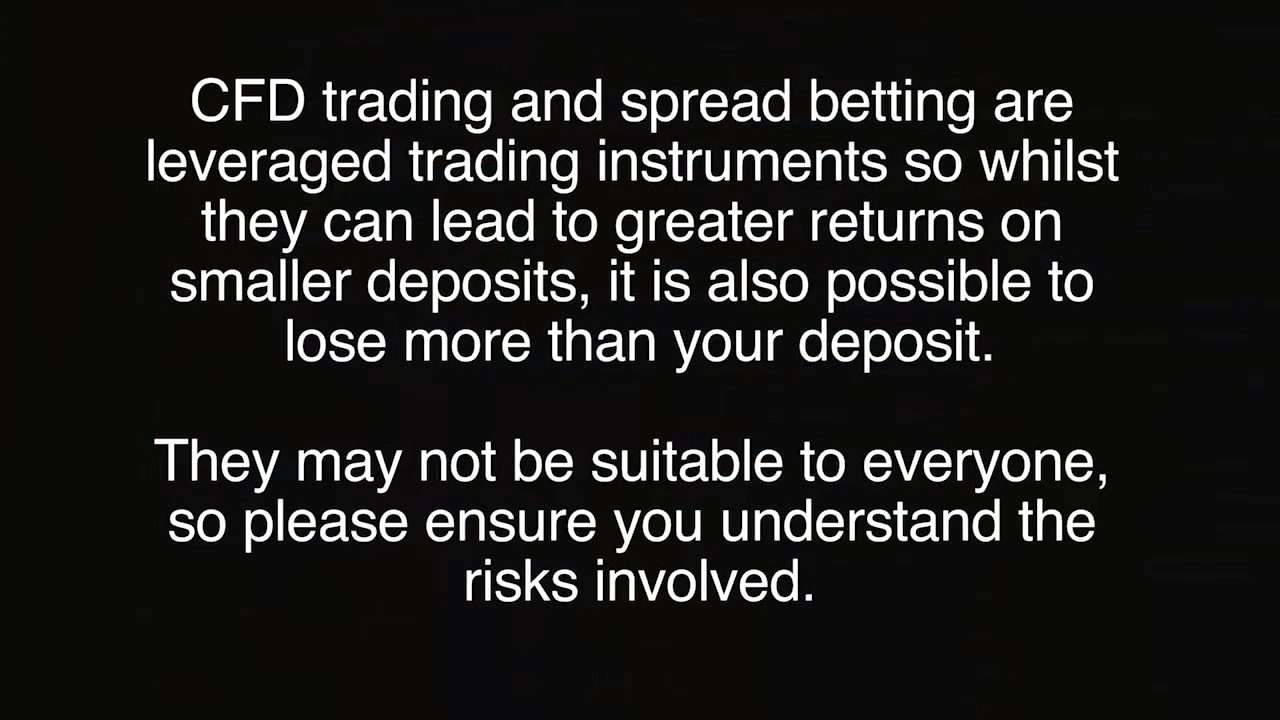 CFD trading and spread betting are
leveraged trading instruments so whilst
they can lead to greater returns on
smaller deposits, it is also possible to
lose more than your deposit.
They may not be suitable to everyone,
so please ensure you understand the
risks involved.